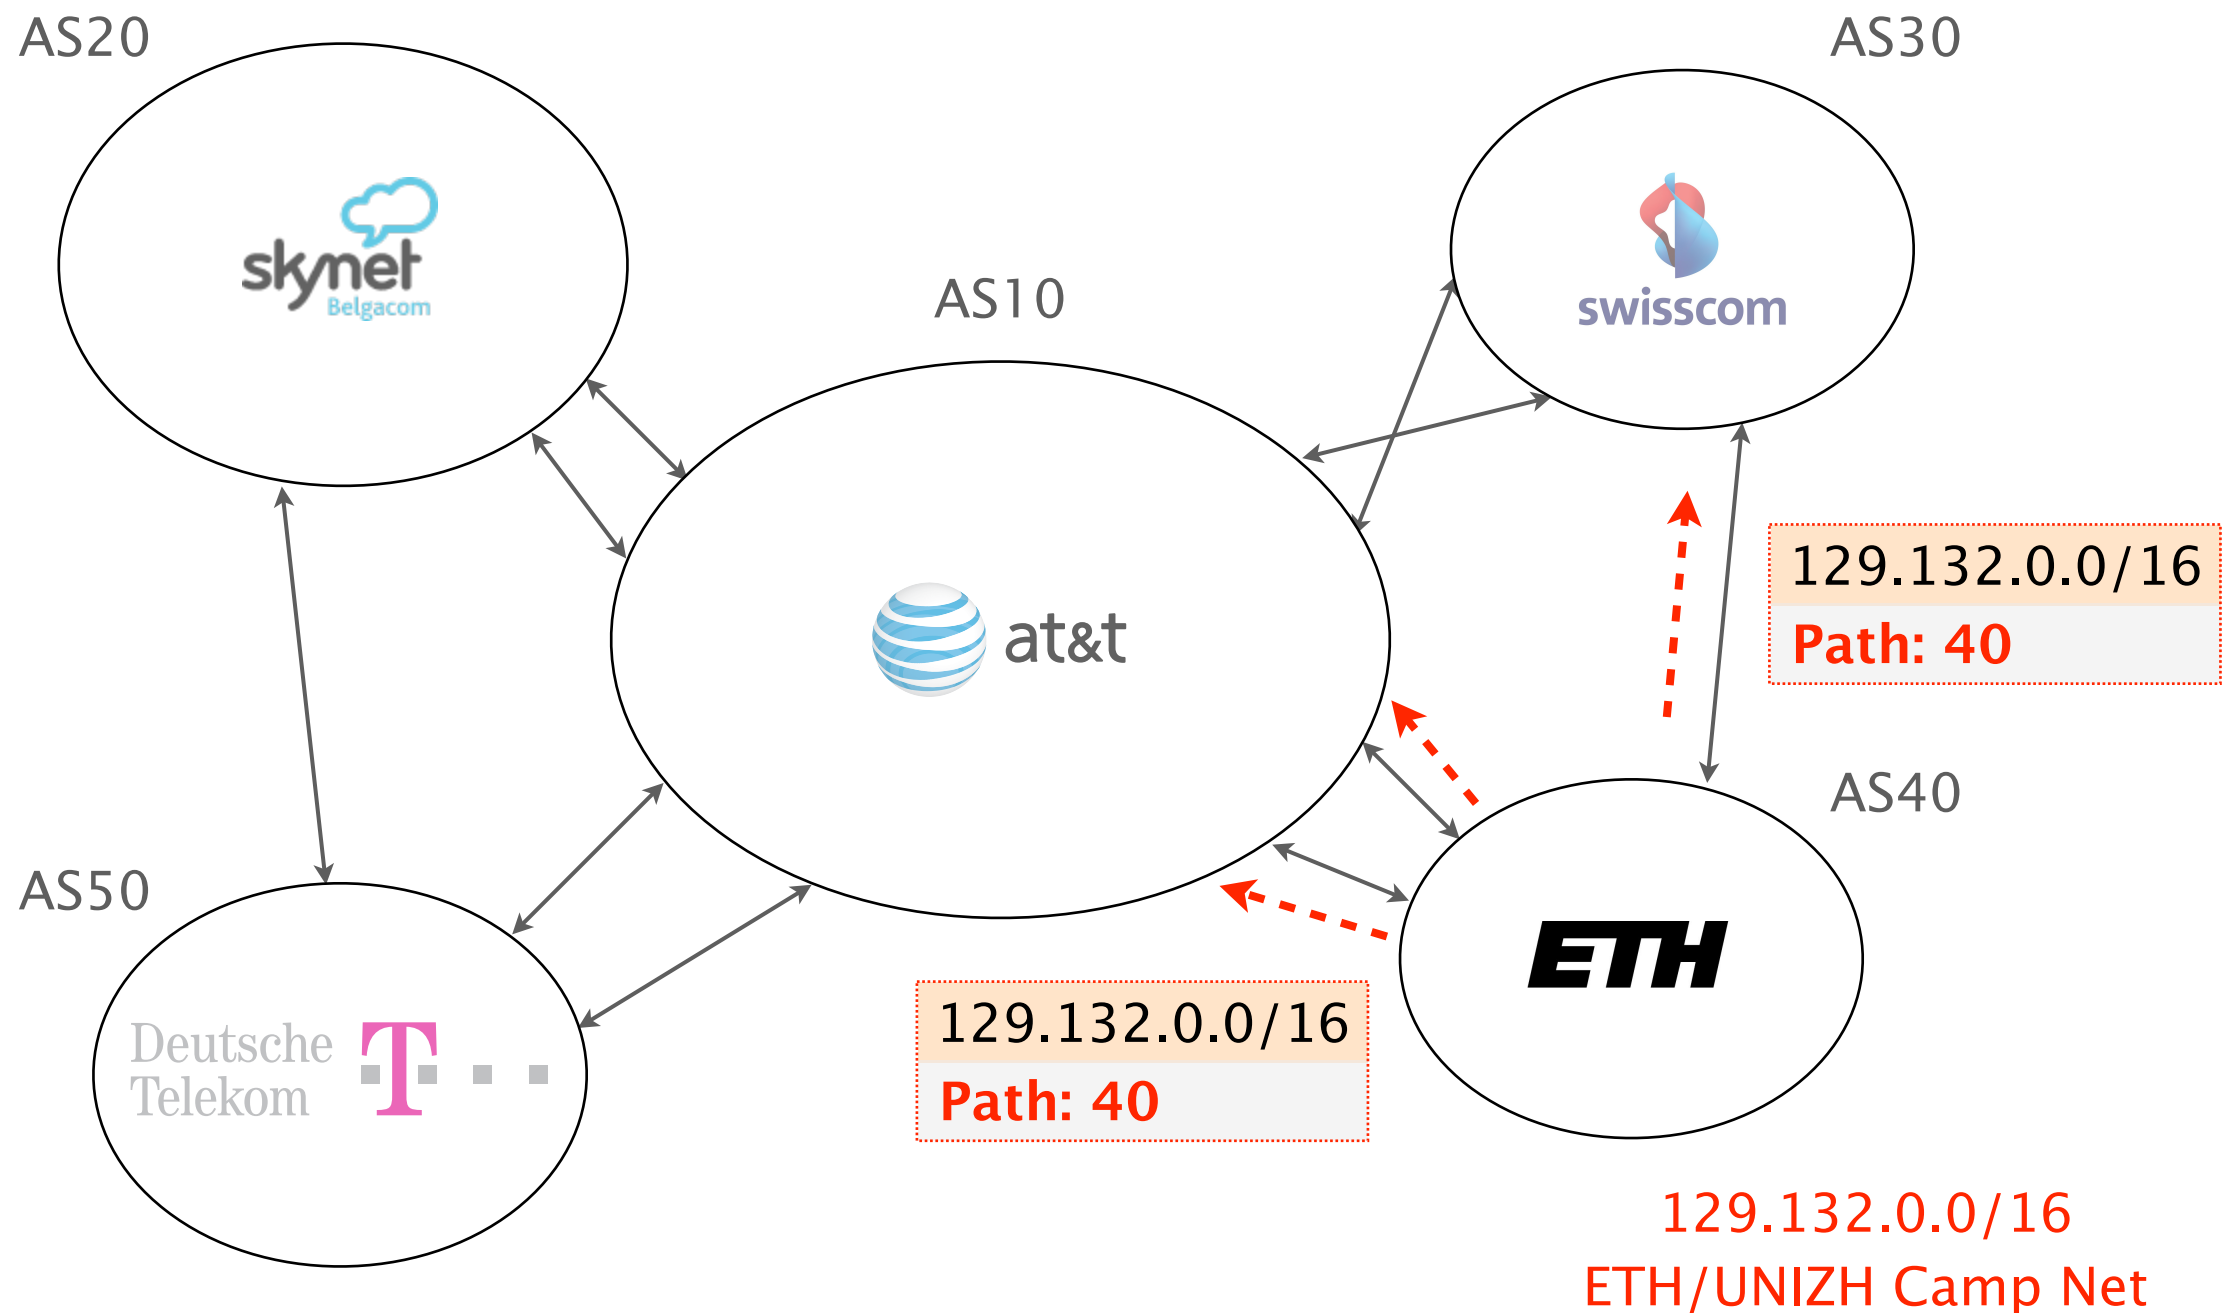 AS20
AS30
skynet
Belgacom
swisscom
AS10
at&t
129.132.0.0/16
Path: 40
AS40
AS50
ETH
Deutsche
Telekom
T
129.132.0.0/16
Path: 40
129.132.0.0/16
ETH/UNIZH Camp Net